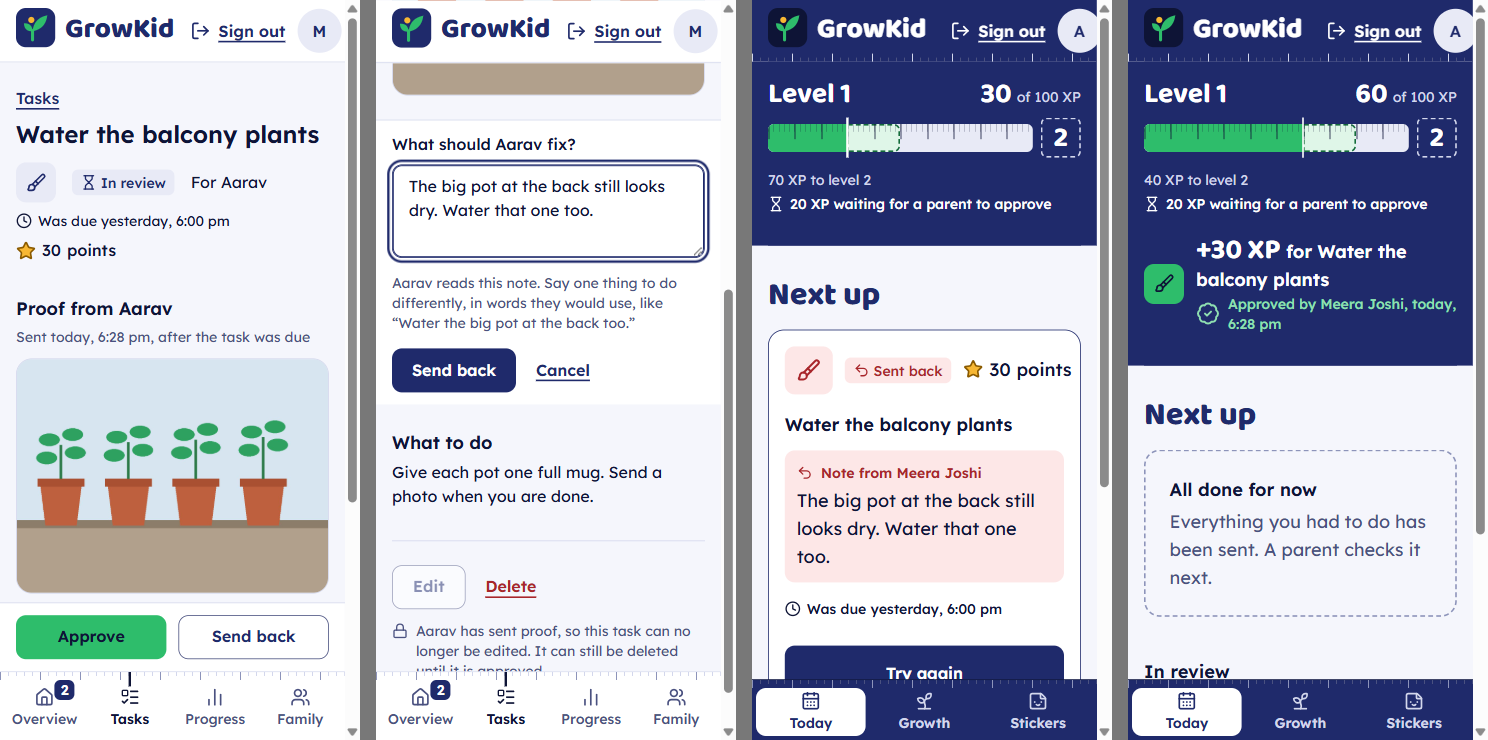 GrowKid
Sign out
M
Tasks
Water the balcony plants
In review
For Aarav
Was due yesterday, 6:00 pm
30 points
Proof from Aarav
Sent today, 6:28 pm, after the task was due
Approve
Send back
2
Overview
Tasks
Progress
Family
GrowKid
Sign out
M
What should Aarav fix?
The big pot at the back still looks
dry. Water that one too.
Aarav reads this note. Say one thing to do
differently, in words they would use, like
“Water the big pot at the back too.”
Send back
Cancel
What to do
Give each pot one full mug. Send a
photo when you are done.
Edit
Delete
Aarav has sent proof, so this task can no
longer be edited. It can still be deleted
until it is approved.
2
Overview
Tasks
Progress
Family
GrowKid
Sign out
A
Level 1
30 of 100 XP
2
70 XP to level 2
20 XP waiting for a parent to approve
Next up
Sent back
30 points
Water the balcony plants
Note from Meera Joshi
The big pot at the back still
looks dry. Water that one
too.
Was due yesterday, 6:00 pm
Try again
Today
Growth
Stickers
GrowKid
Sign out
A
Level 1
60 of 100 XP
2
40 XP to level 2
20 XP waiting for a parent to approve
+30 XP for Water the
balcony plants
Approved by Meera Joshi, today,
6:28 pm
Next up
All done for now
Everything you had to do has
been sent. A parent checks it
next.
In review
Today
Growth
Stickers